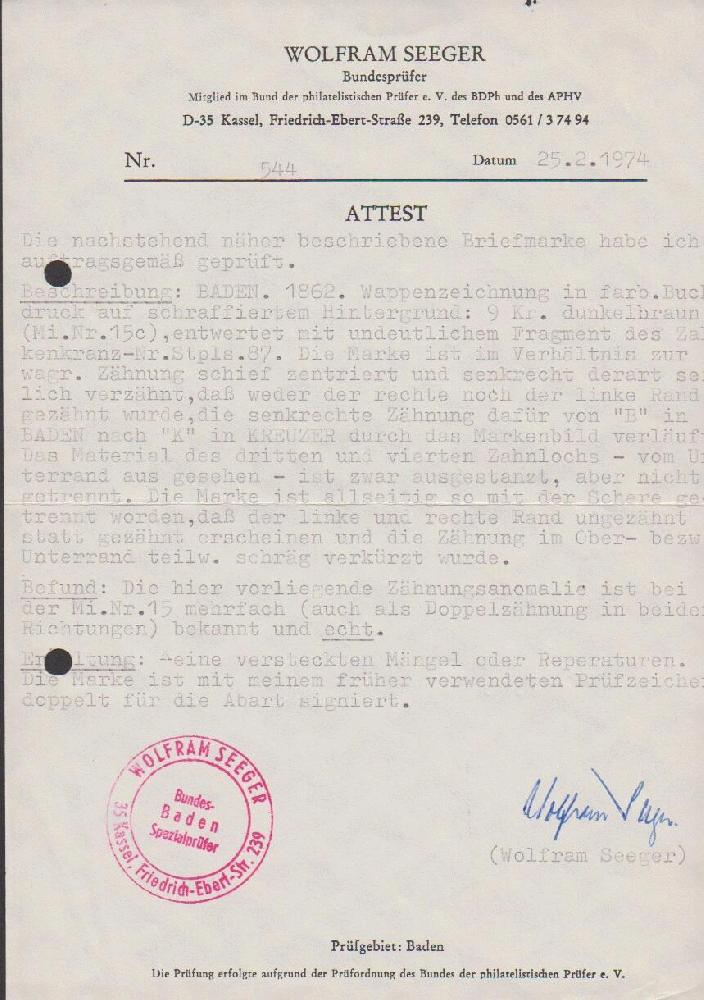 WOLFRAM SEEGER
Bundesprüfer
Mitglied im Bund der philatelistischen Prüfer e. V. des BDPh und des APHV
D-35 Kassel, Friedrich-Ebert-Straße 239, Telefon 0561 / 3 74 94
Nr. 544 Datum 25.2.1974
ATTEST
Die nachstehend näher beschriebene Briefmarke habe ich
auftragsgemäß geprüft.
Beschreibung: BADEN. 1862. Wappenzeichnung in farb.Buch
druck auf schraffiertem Hintergrund: 9 Kr. dunkelbraun
(Mi.Nr.15c),entwertet mit undeutlichem Fragment des Zah
kenkranz-Nr.Stpls.87. Die Marke ist im Verhältnis zur
wagr. Zähnung schief zentriert und senkrecht derart sei
lich verzähnt,daß weder der rechte noch der linke Rand
gezähnt wurde,die senkrechte Zähnung dafür von "B" in
BADEN nach "K" in KREUZER durch das Markenbild verläuft
Das Material des dritten und vierten Zahnlochs - vom Un
terrand aus gesehen - ist zwar ausgestanzt, aber nicht
getrennt. Die Marke ist allseitig so mit der Schere ge
trennt worden,daß der linke und rechte Rand ungezähnt
statt gezähnt erscheinen und die Zähnung im Ober- bezw
Unterrand teilw. schräg verkürzt wurde.
Befund: Die hier vorliegende Zähnungsanomalie ist bei
der Mi.Nr.15 mehrfach (auch als Doppelzähnung in beiden
Richtungen) bekannt und echt.
Erhaltung: Keine versteckten Mängel oder Reperaturen.
Die Marke ist mit meinem früher verwendeten Prüfzeichen
doppelt für die Abart signiert.
WOLFRAM SEEGER
Bundes-
Baden
Spezialprüfer
35 Kassel, Friedrich-Ebert-Str. 239
Wolfram Seeger
(Wolfram Seeger)
Prüfgebiet: Baden
Die Prüfung erfolgte aufgrund der Prüfordnung des Bundes der philatelistischen Prüfer e. V.